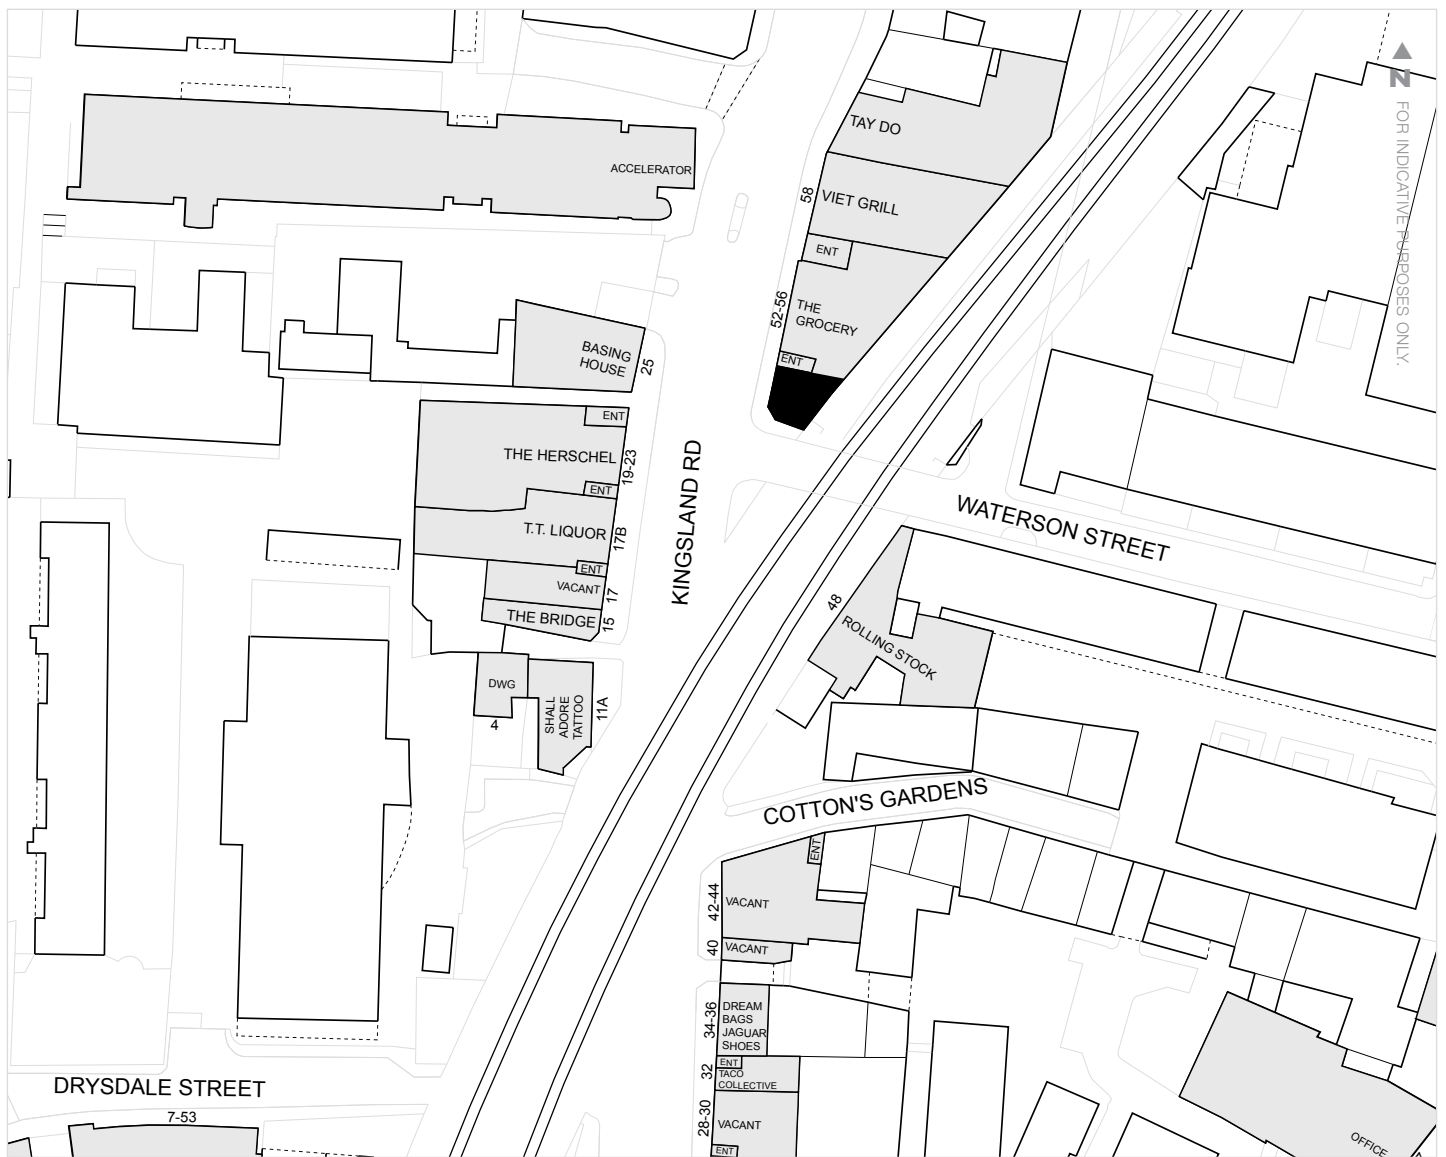 N
FOR INDICATIVE PURPOSES ONLY.
TAY DO
ACCELERATOR
58
VIET GRILL
ENT
52-56
THE
GROCERY
ENT
BASING
HOUSE
25
ENT
THE HERSCHEL
19-23
ENT
T.T. LIQUOR
17B
ENT
VACANT
17
THE BRIDGE
15
KINGSLAND RD
WATERSON STREET
48
ROLLING STOCK
DWG
4
SHALL
ADORE
TATTOO
11A
COTTON'S GARDENS
ENT
42-44
VACANT
40
VACANT
34-36
DREAM
BAGS
JAGUAR
SHOES
32
ENT
TACO
COLLECTIVE
28-30
VACANT
ENT
DRYSDALE STREET
7-53
OFFICE